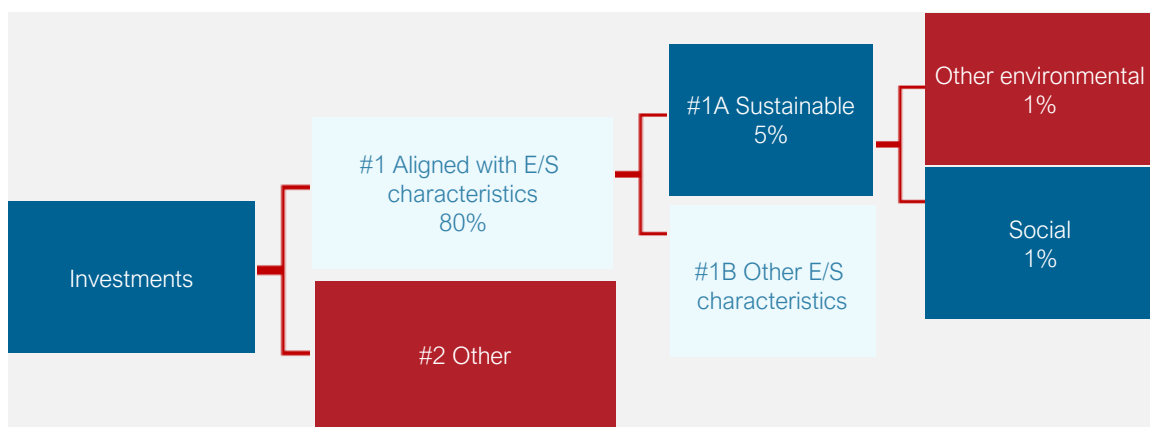 Investments
#1 Aligned with E/S
characteristics
80%
#2 Other
#1A Sustainable
5%
#1B Other E/S
characteristics
Other environmental
1%
Social
1%